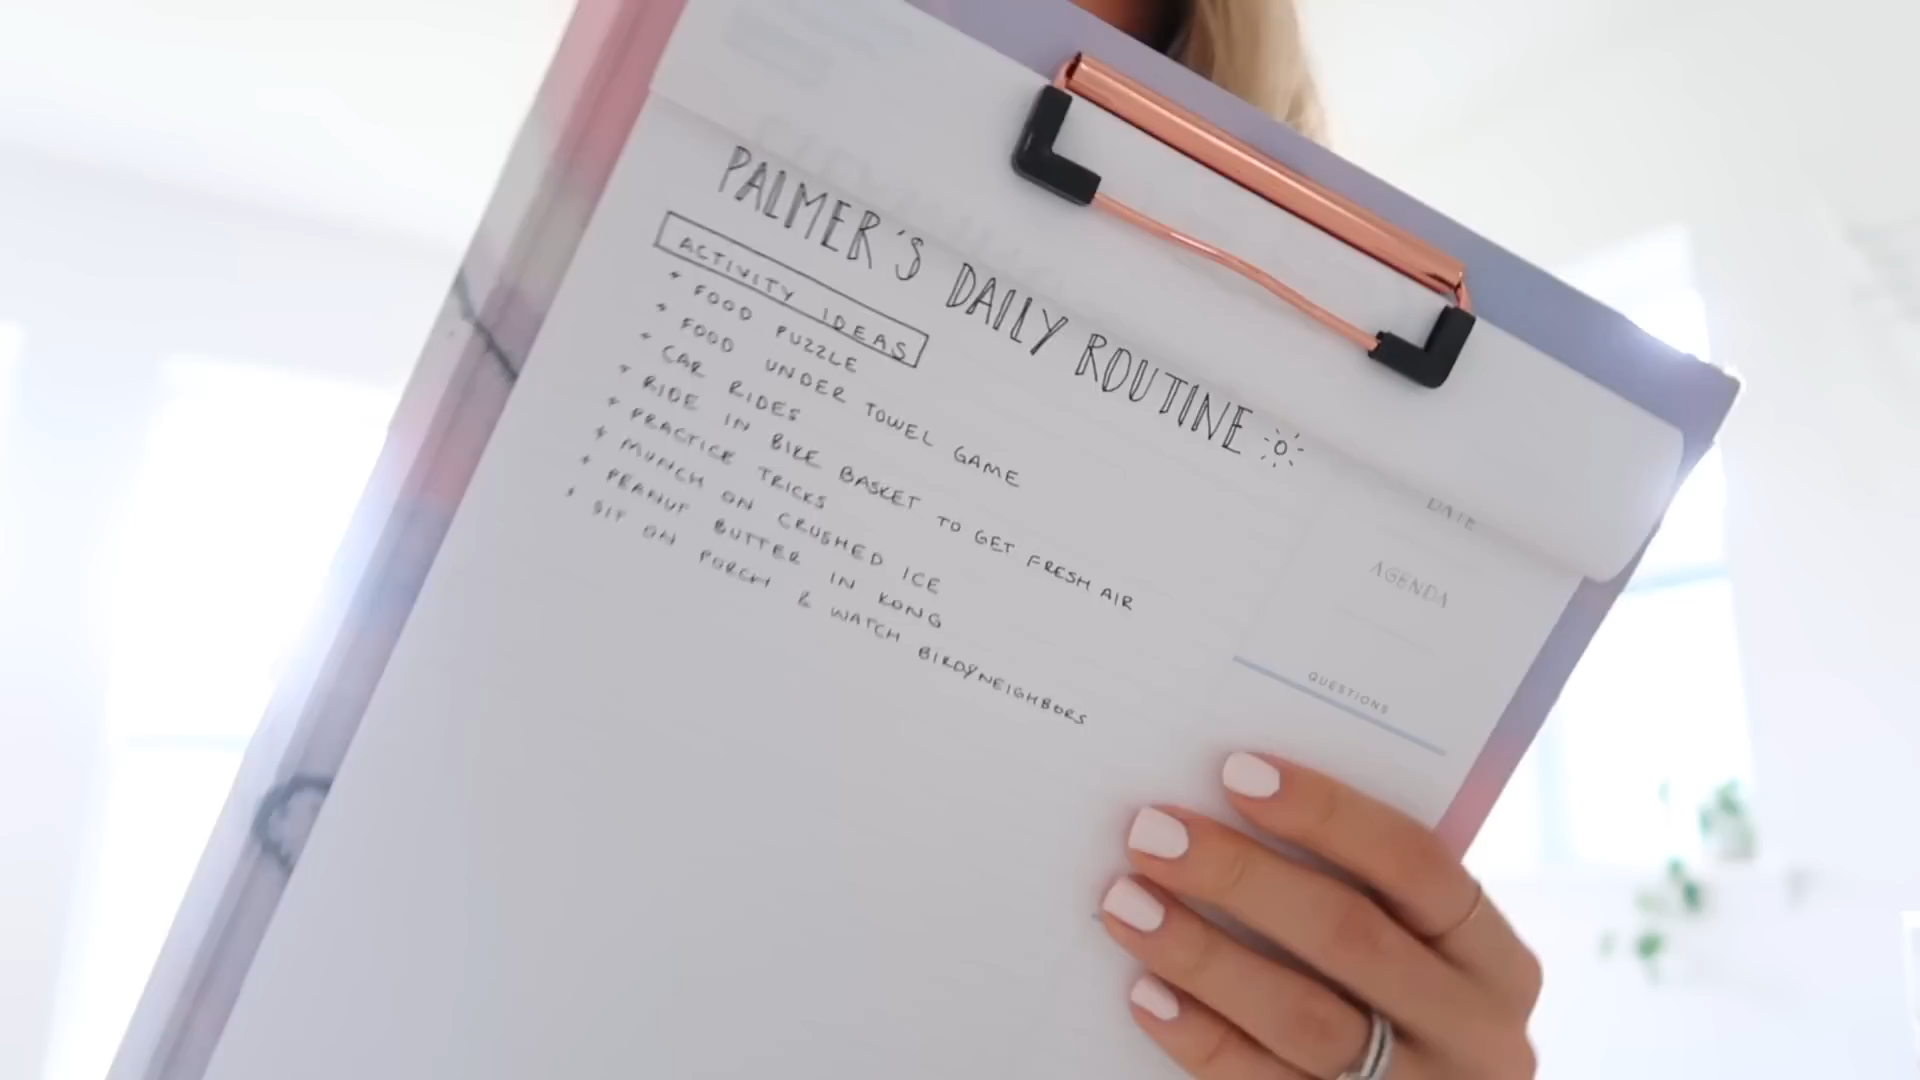 PALMER'S DAILY ROUTINE
ACTIVITY IDEAS
* FOOD PUZZLE
* FOOD UNDER TOWEL GAME
* CAR RIDES
* RIDE IN BIKE BASKET TO GET FRESH AIR
* PRACTICE TRICKS
* MUNCH ON CRUSHED ICE
* PEANUT BUTTER IN KONG
* SIT ON PORCH & WATCH BIRDS/NEIGHBORS
DATE
AGENDA
QUESTIONS